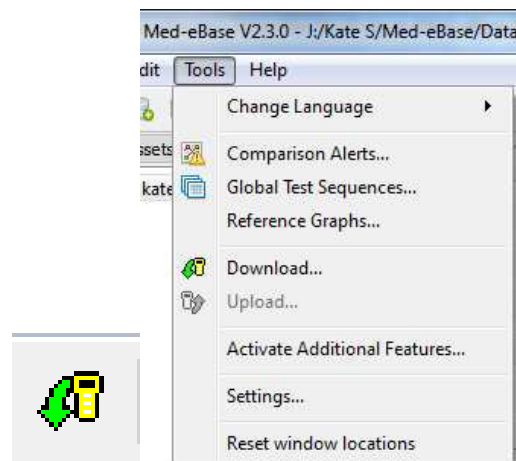 Med-eBase V2.3.0 - J:/Kate S/Med-eBase/Data
dit Tools Help
Change Language
ssets
Comparison Alerts...
kate
Global Test Sequences...
Reference Graphs...
Download...
Upload...
Activate Additional Features...
Settings...
Reset window locations